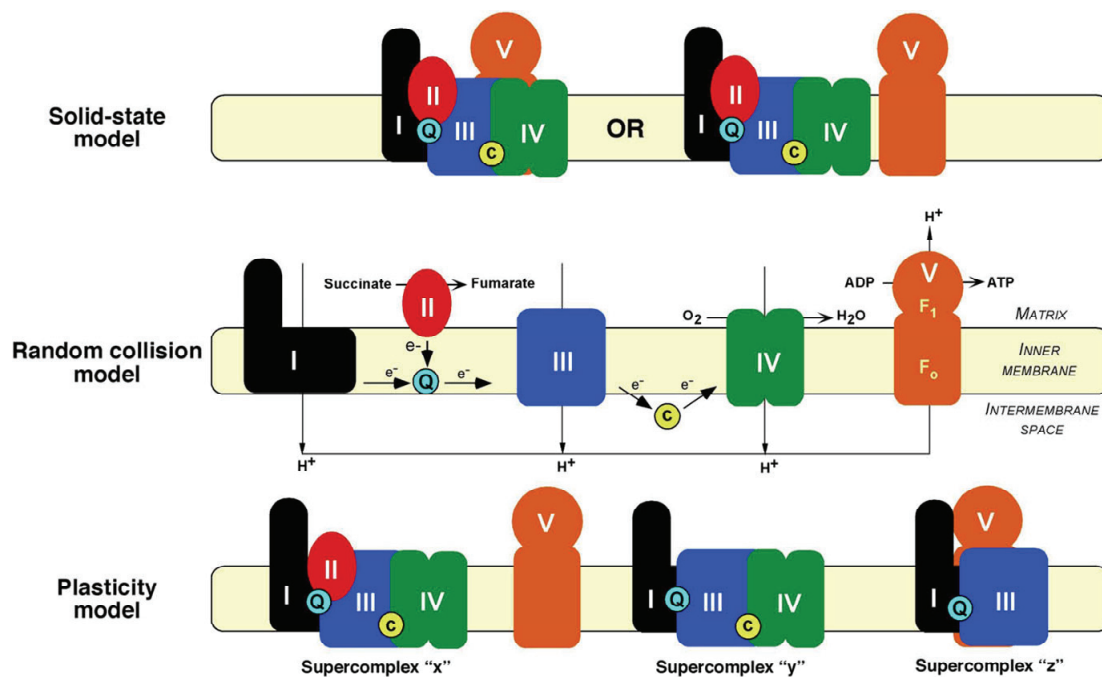 Solid-state
model
I
II
Q
III
C
IV
V
OR
I
II
Q
III
C
IV
V
Random collision
model
I
Succinate
II
Fumarate
e-
e-
Q
e-
III
e-
C
e-
O2
IV
H2O
H+
ADP
V
ATP
F1
Fo
MATRIX
INNER
MEMBRANE
INTERMEMBRANE
SPACE
H+
H+
H+
Plasticity
model
I
II
Q
III
C
IV
V
I
Q
III
C
IV
I
Q
V
III
Supercomplex “x”
Supercomplex “y”
Supercomplex “z”